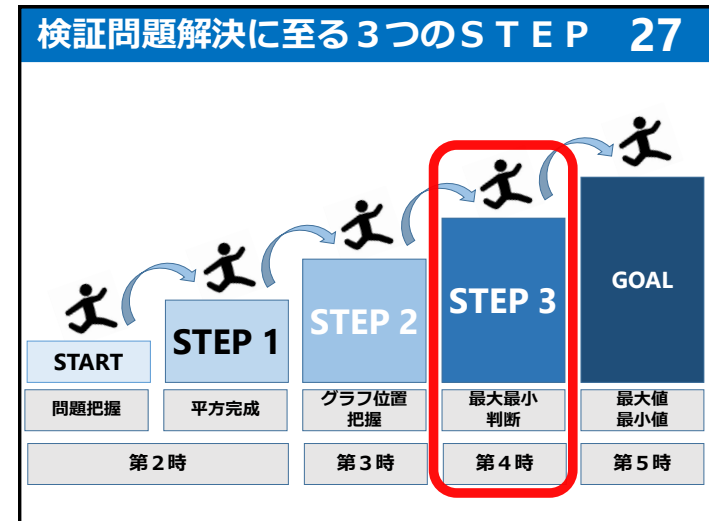 検証問題解決に至る３つのＳＴＥＰ 27
START
STEP 1
STEP 2
STEP 3
GOAL
問題把握
平方完成
グラフ位置
把握
最大最小
判断
最大値
最小値
第２時
第３時
第４時
第５時